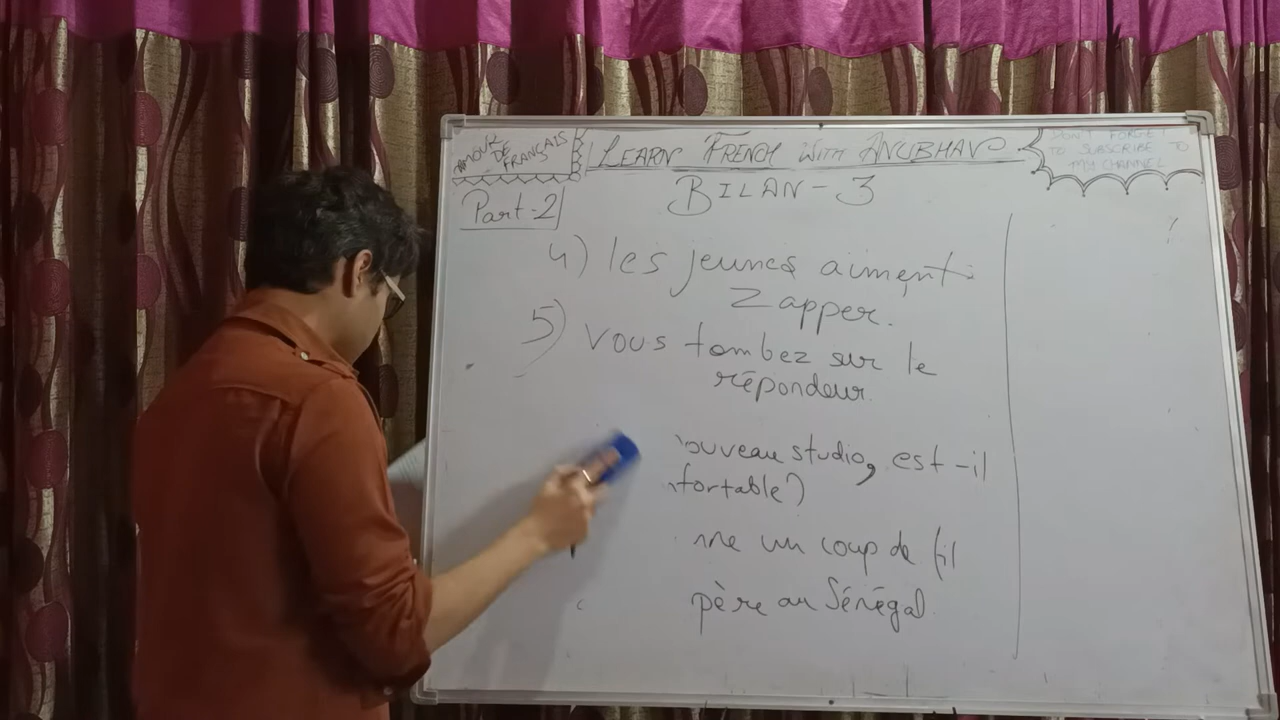 AMOUR DE FRANÇAIS
LEARN FRENCH WITH ANUBHAV
DON'T FORGET
TO SUBSCRIBE TO
MY CHANNEL
Part-2
BILAN-3
4) les jeunes aiment
zapper.
5) vous tombez sur le
répondeur.
ouveau studio, est-il
fortable?
ne un coup de fil
père au Sénégal